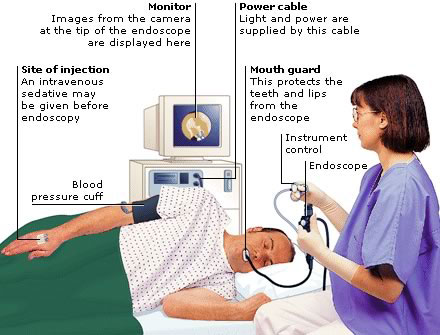 Monitor
Images from the camera
at the tip of the endoscope
are displayed here
Power cable
Light and power are
supplied by this cable
Site of injection
An intravenous
sedative may
be given before
endoscopy
Mouth guard
This protects the
teeth and lips
from the
endoscope
Instrument
control
Endoscope
Blood
pressure cuff